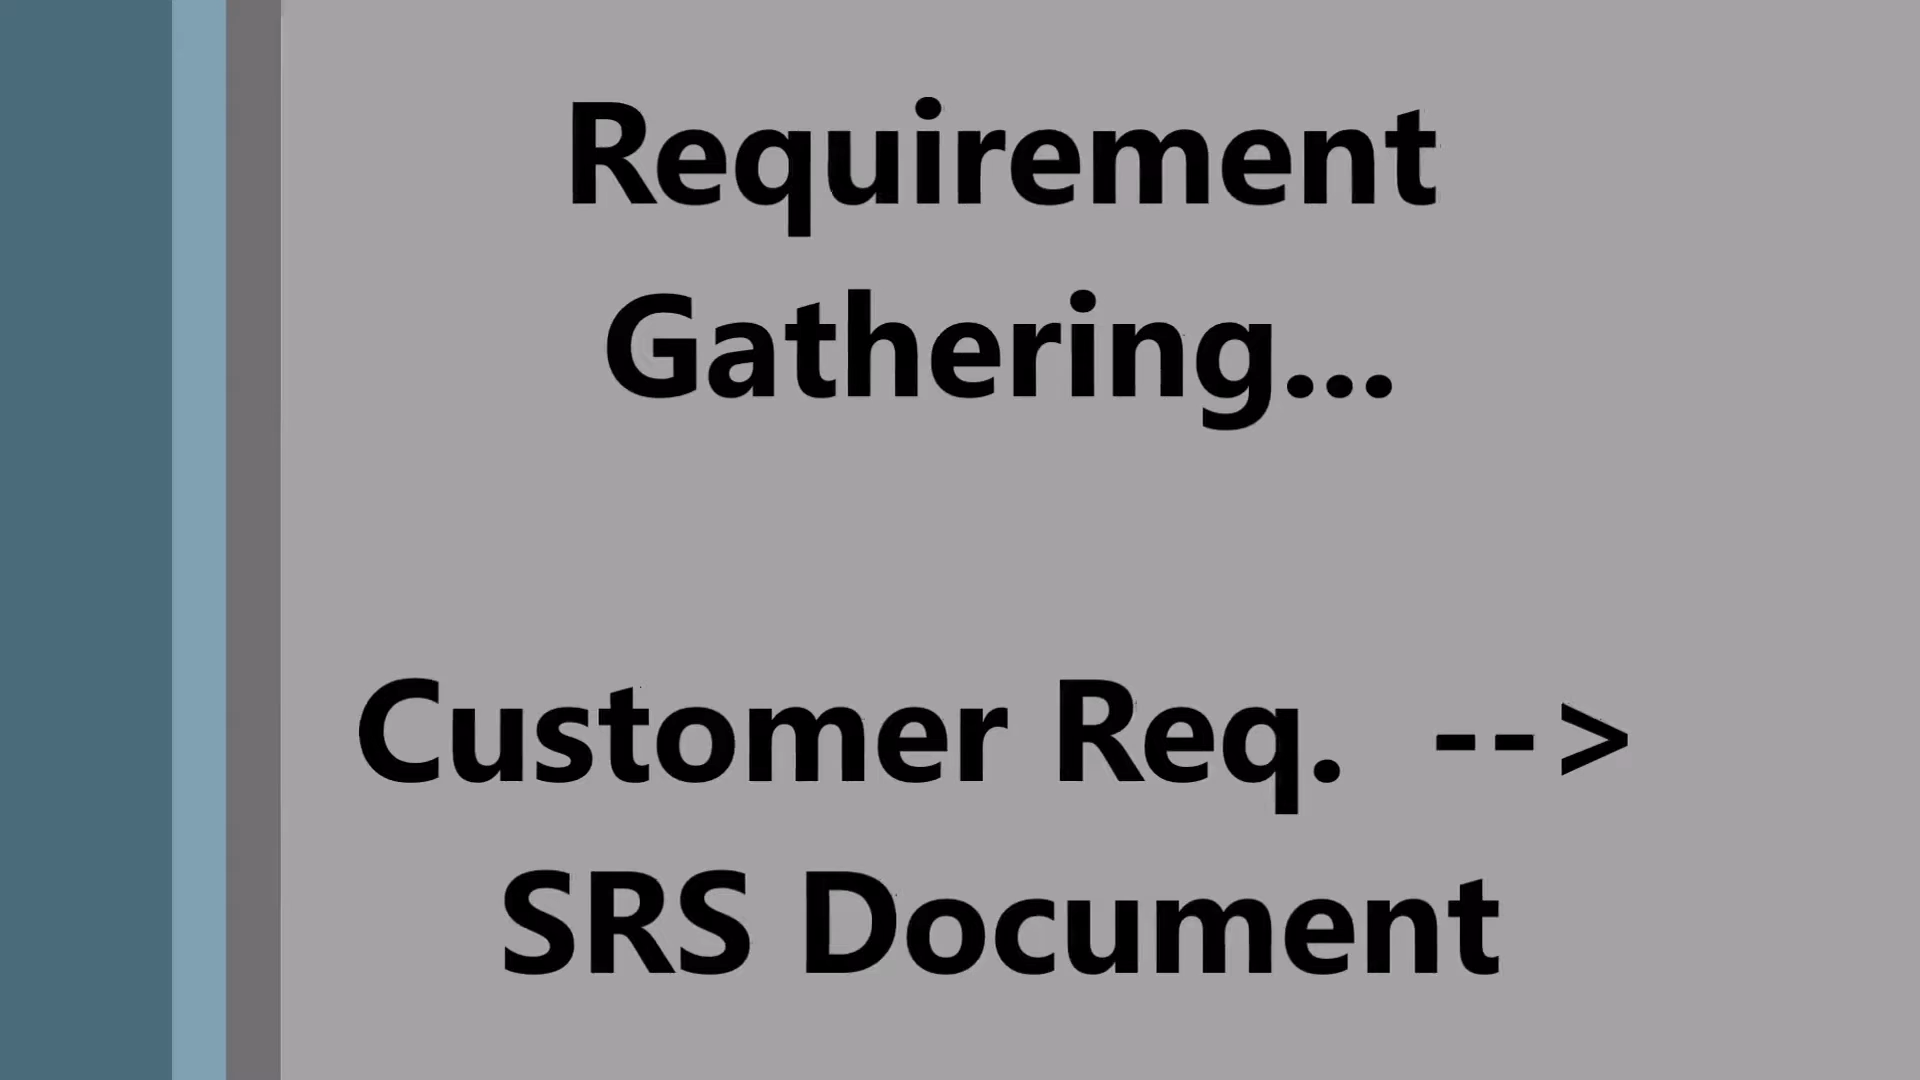 Requirement
Gathering...
Customer Req. -->
SRS Document